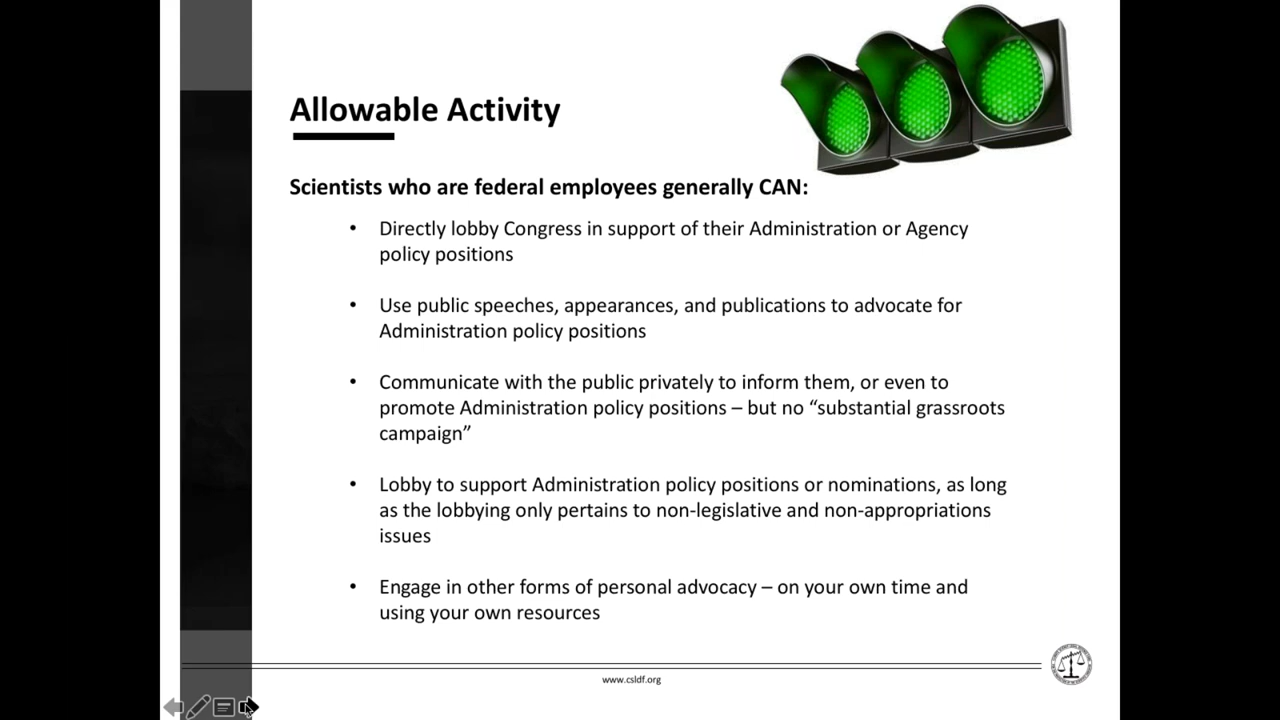 Allowable Activity
Scientists who are federal employees generally CAN:
• Directly lobby Congress in support of their Administration or Agency
policy positions
• Use public speeches, appearances, and publications to advocate for
Administration policy positions
• Communicate with the public privately to inform them, or even to
promote Administration policy positions – but no “substantial grassroots
campaign”
• Lobby to support Administration policy positions or nominations, as long
as the lobbying only pertains to non-legislative and non-appropriations
issues
• Engage in other forms of personal advocacy – on your own time and
using your own resources
www.csldf.org